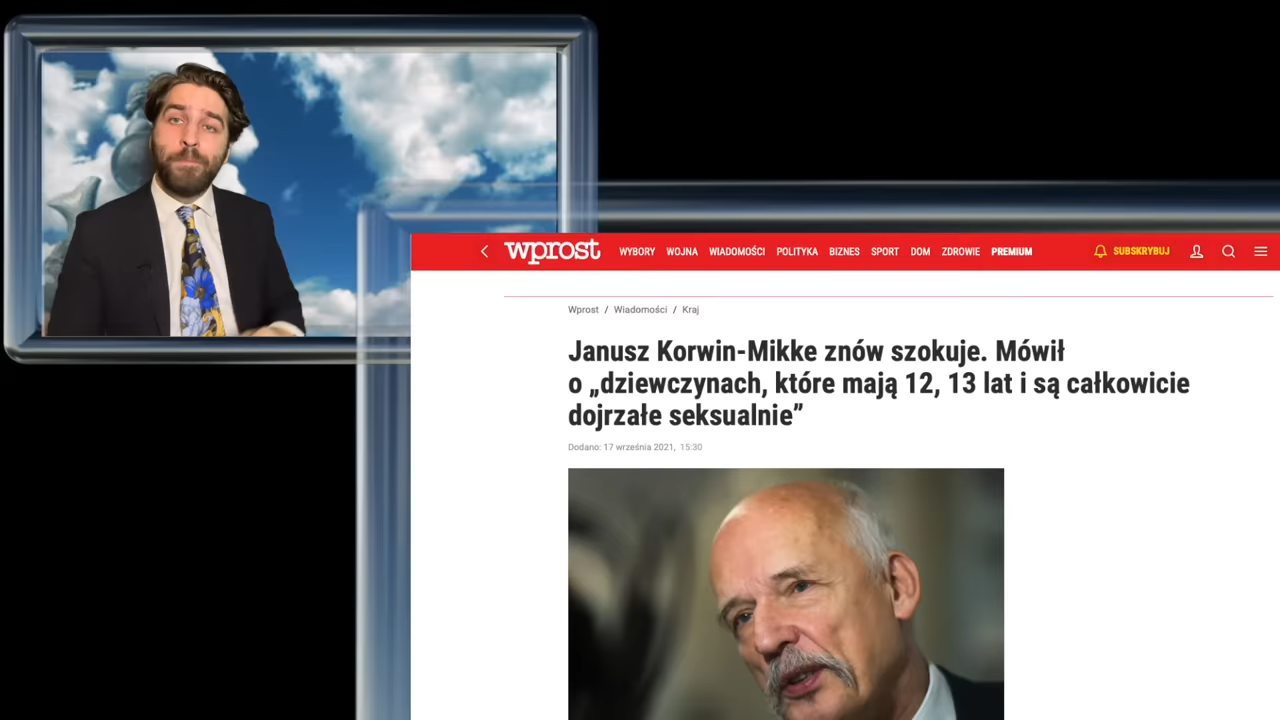 wprost WYBORY WOJNA WIADOMOŚCI POLITYKA BIZNES SPORT DOM ZDROWIE PREMIUM SUBSKRYBUJ
Wprost / Wiadomości / Kraj
Janusz Korwin-Mikke znów szokuje. Mówił
o „dziewczynach, które mają 12, 13 lat i są całkowicie
dojrzałe seksualnie”
Dodano: 17 września 2021, 15:30